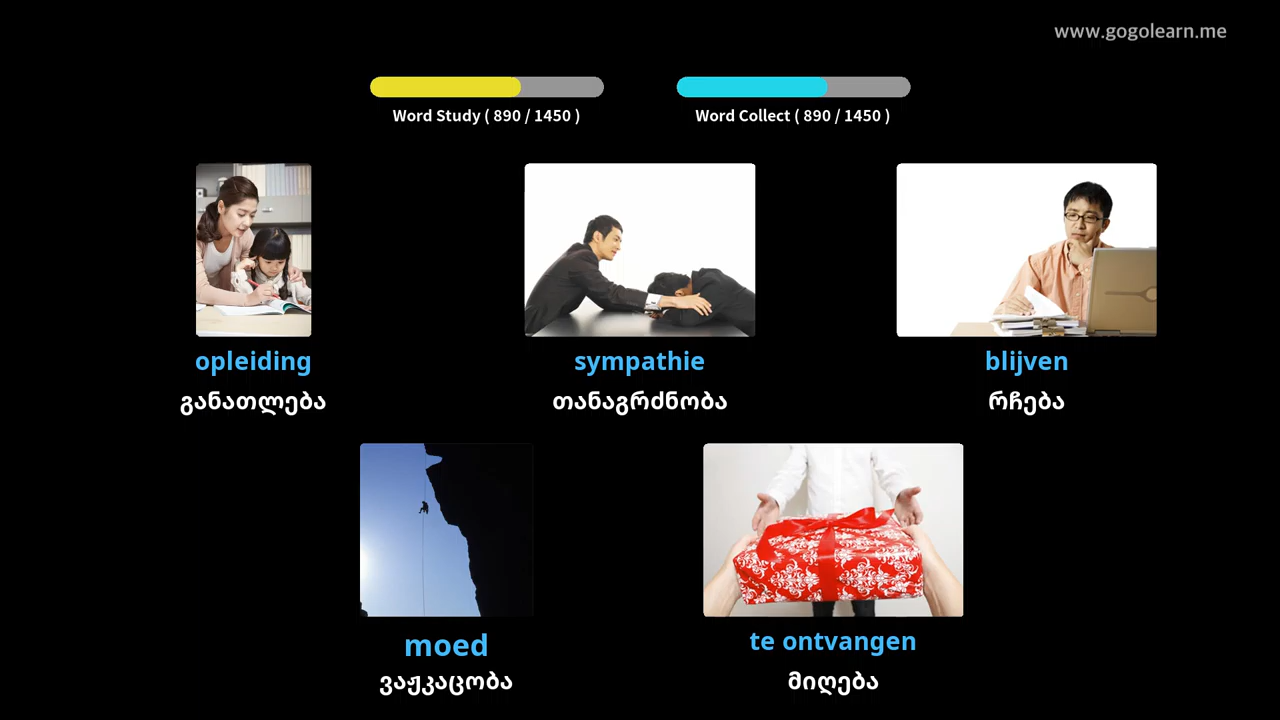 www.gogolearn.me
Word Study ( 890 / 1450 )
Word Collect ( 890 / 1450 )
opleiding
განათლება
sympathie
თანაგრძნობა
blijven
რჩება
moed
ვაჟკაცობა
te ontvangen
მიღება